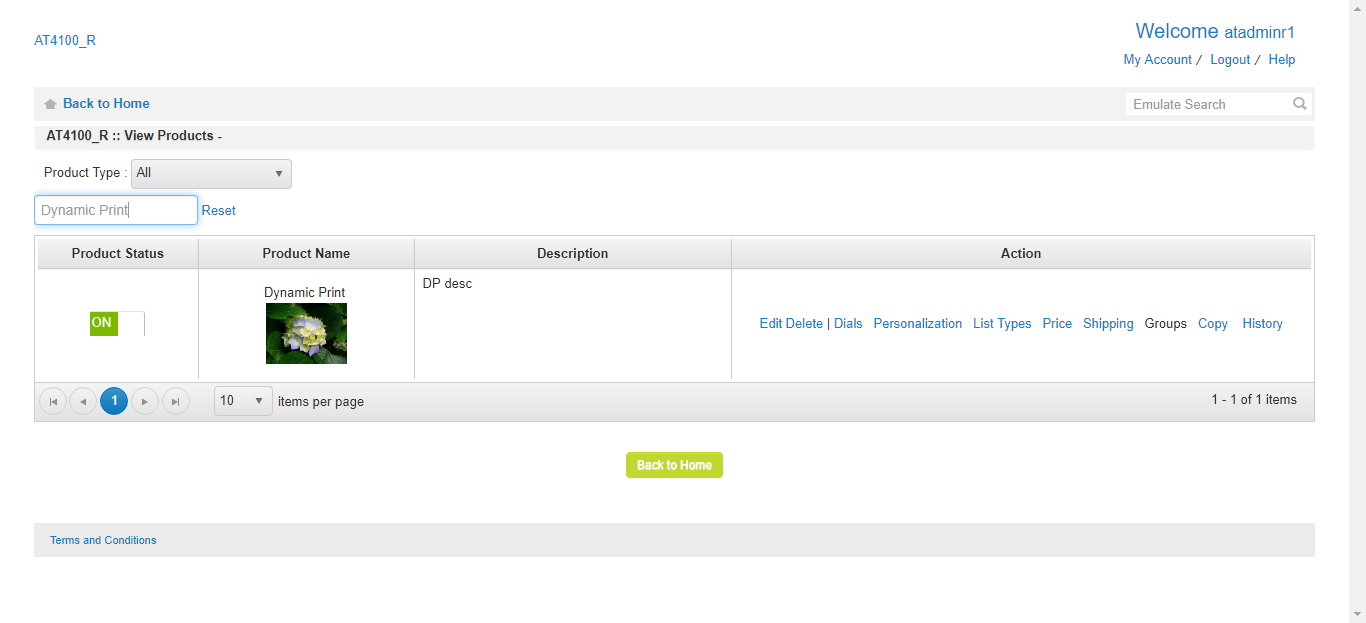 AT4100_R
Welcome atadminr1
My Account / Logout / Help
Back to Home
Emulate Search
AT4100_R :: View Products -
Product Type : All
Dynamic Print
Reset
Product Status Product Name Description Action
ON
Dynamic Print
DP desc
Edit Delete | Dials Personalization List Types Price Shipping Groups Copy History
1
10
items per page
1 - 1 of 1 items
Back to Home
Terms and Conditions